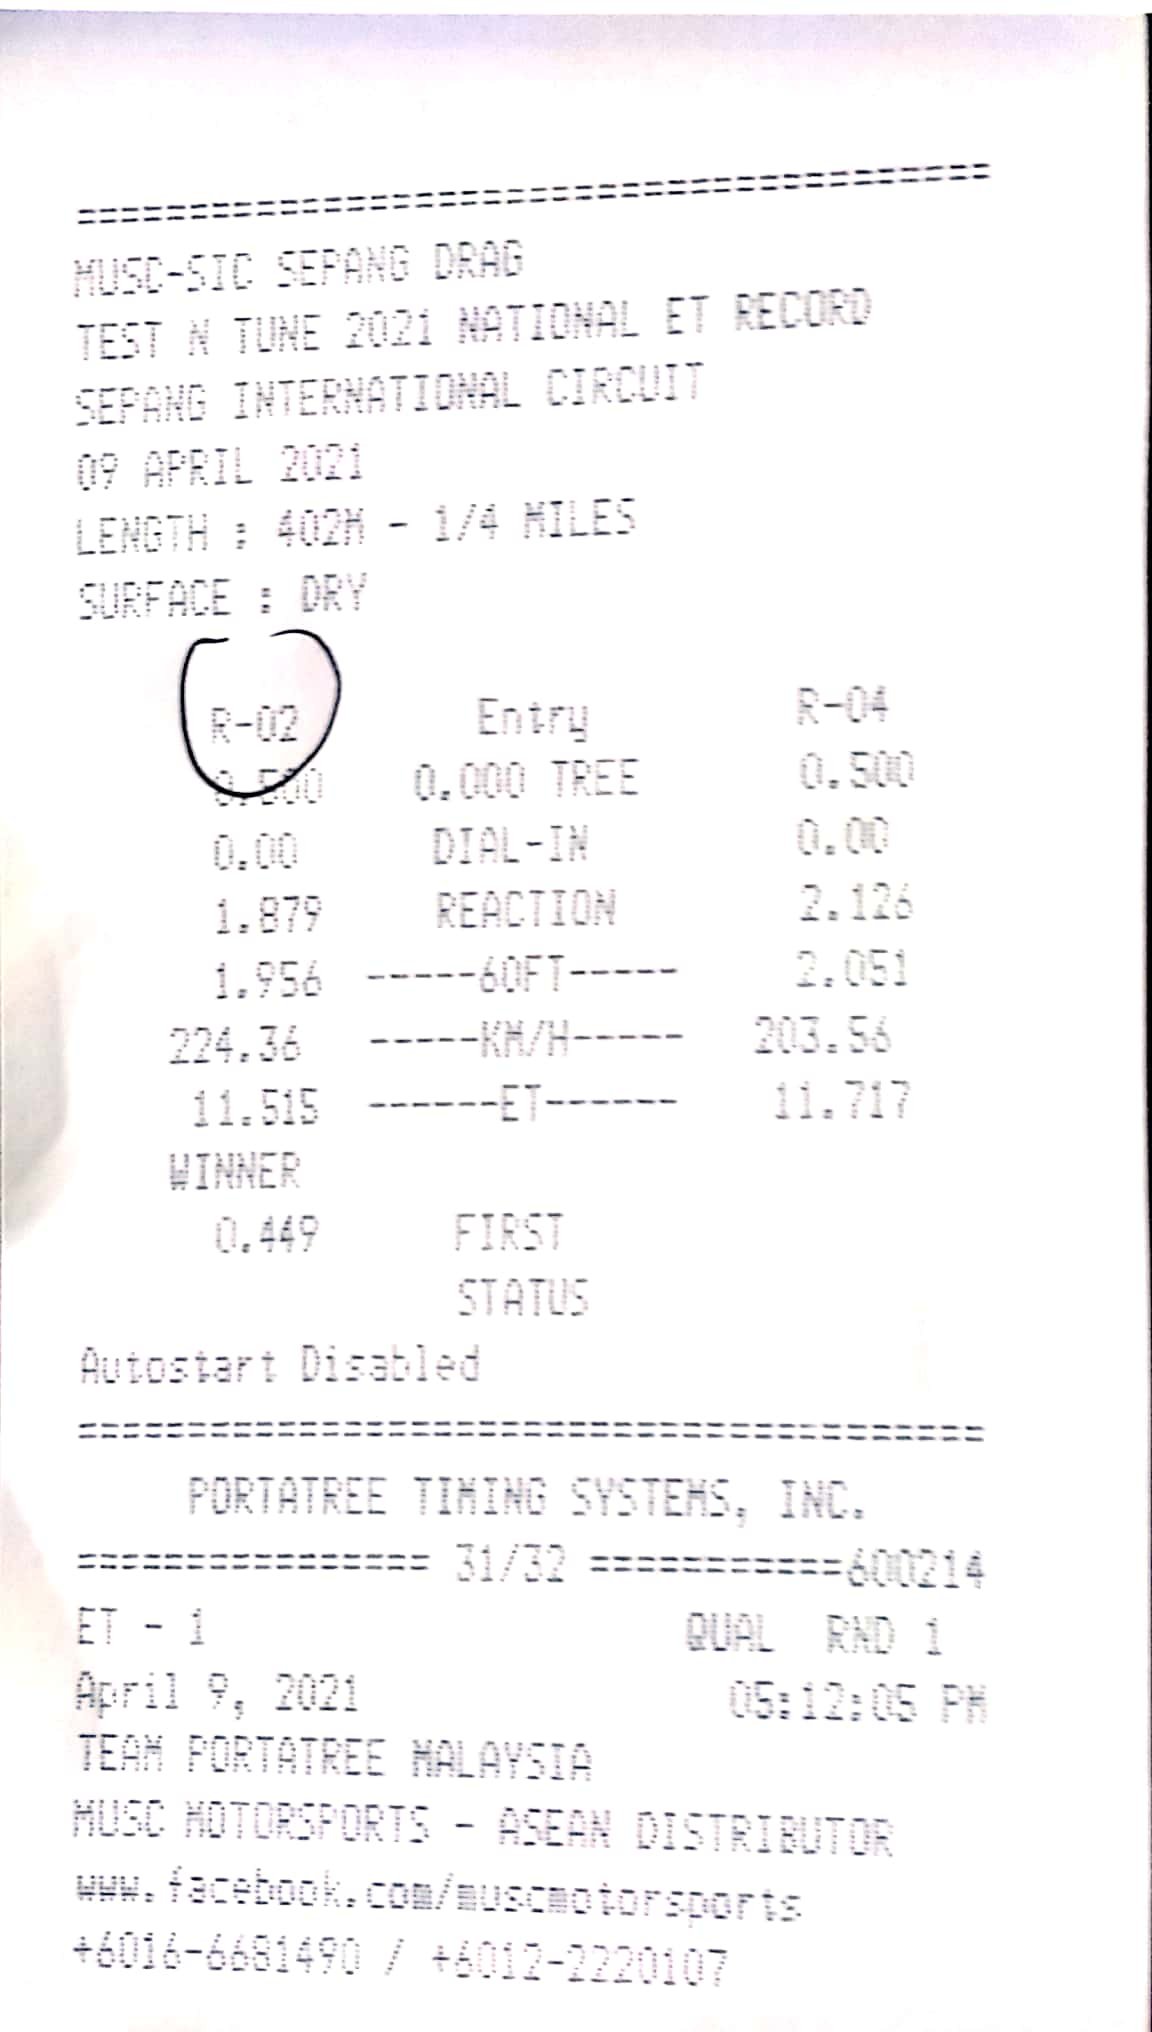 =========================================
MUSC-SIC SEPANG DRAG
TEST N TUNE 2021 NATIONAL ET RECORD
SEPANG INTERNATIONAL CIRCUIT
09 APRIL 2021
LENGTH : 402M - 1/4 MILES
SURFACE : DRY
R-02 Entry R-04
0.500 0.000 TREE 0.500
0.00 DIAL-IN 0.00
1.879 REACTION 2.126
1.956 -----60FT----- 2.051
224.36 -----KM/H----- 203.56
11.515 ------ET------ 11.717
WINNER
0.449 FIRST
STATUS
Autostart Disabled
=========================================
PORTATREE TIMING SYSTEMS, INC.
================ 31/32 ===========600214
ET - 1 QUAL RND 1
April 9, 2021 05:12:05 PM
TEAM PORTATREE MALAYSIA
MUSC MOTORSPORTS - ASEAN DISTRIBUTOR
www.facebook.com/muscmotorsports
+6016-6681490 / +6012-2220107